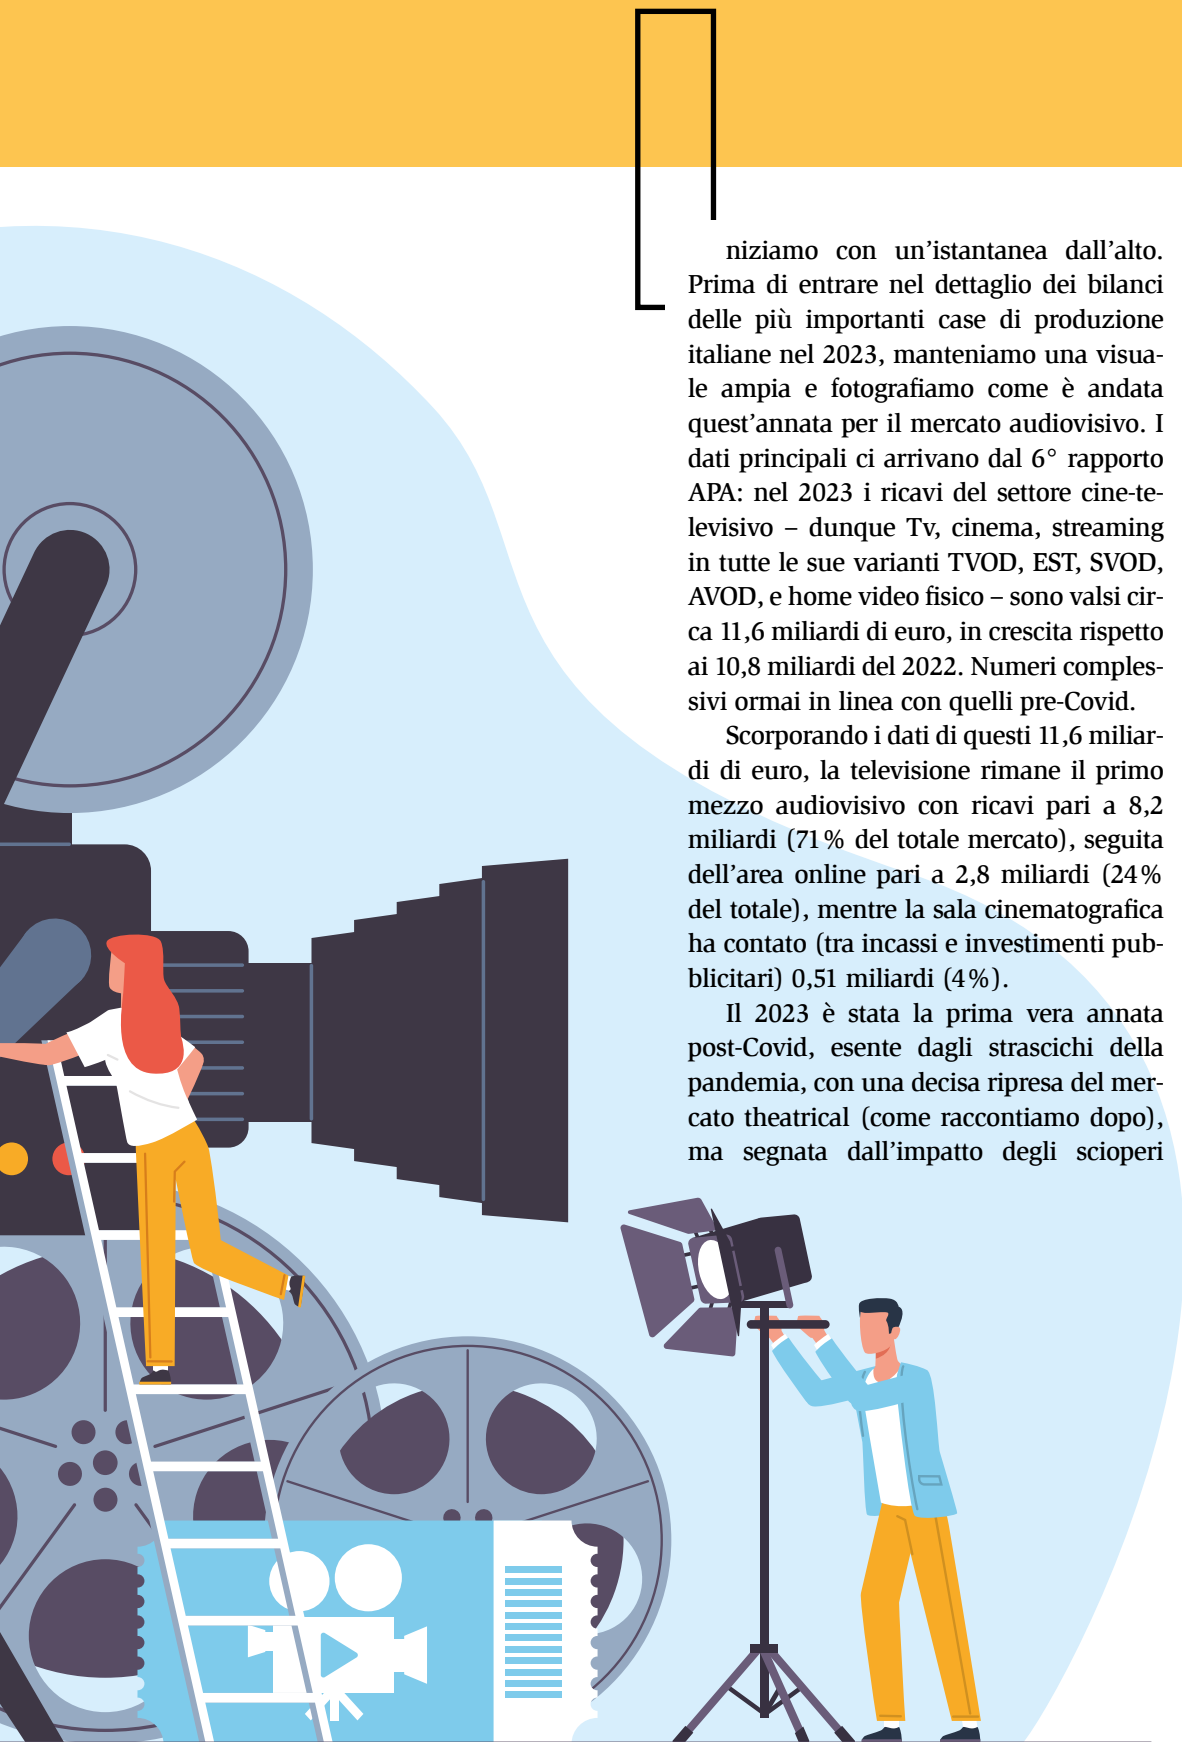 niziamo con un’istantanea dall’alto.
Prima di entrare nel dettaglio dei bilanci
delle più importanti case di produzione
italiane nel 2023, manteniamo una visua-
le ampia e fotografiamo come è andata
quest’annata per il mercato audiovisivo. I
dati principali ci arrivano dal 6° rapporto
APA: nel 2023 i ricavi del settore cine-te-
levisivo – dunque Tv, cinema, streaming
in tutte le sue varianti TVOD, EST, SVOD,
AVOD, e home video fisico – sono valsi cir-
ca 11,6 miliardi di euro, in crescita rispetto
ai 10,8 miliardi del 2022. Numeri comples-
sivi ormai in linea con quelli pre-Covid.
Scorporando i dati di questi 11,6 miliar-
di di euro, la televisione rimane il primo
mezzo audiovisivo con ricavi pari a 8,2
miliardi (71% del totale mercato), seguita
dell’area online pari a 2,8 miliardi (24%
del totale), mentre la sala cinematografica
ha contato (tra incassi e investimenti pub-
blicitari) 0,51 miliardi (4%).
Il 2023 è stata la prima vera annata
post-Covid, esente dagli strascichi della
pandemia, con una decisa ripresa del mer-
cato theatrical (come raccontiamo dopo),
ma segnata dall’impatto degli scioperi